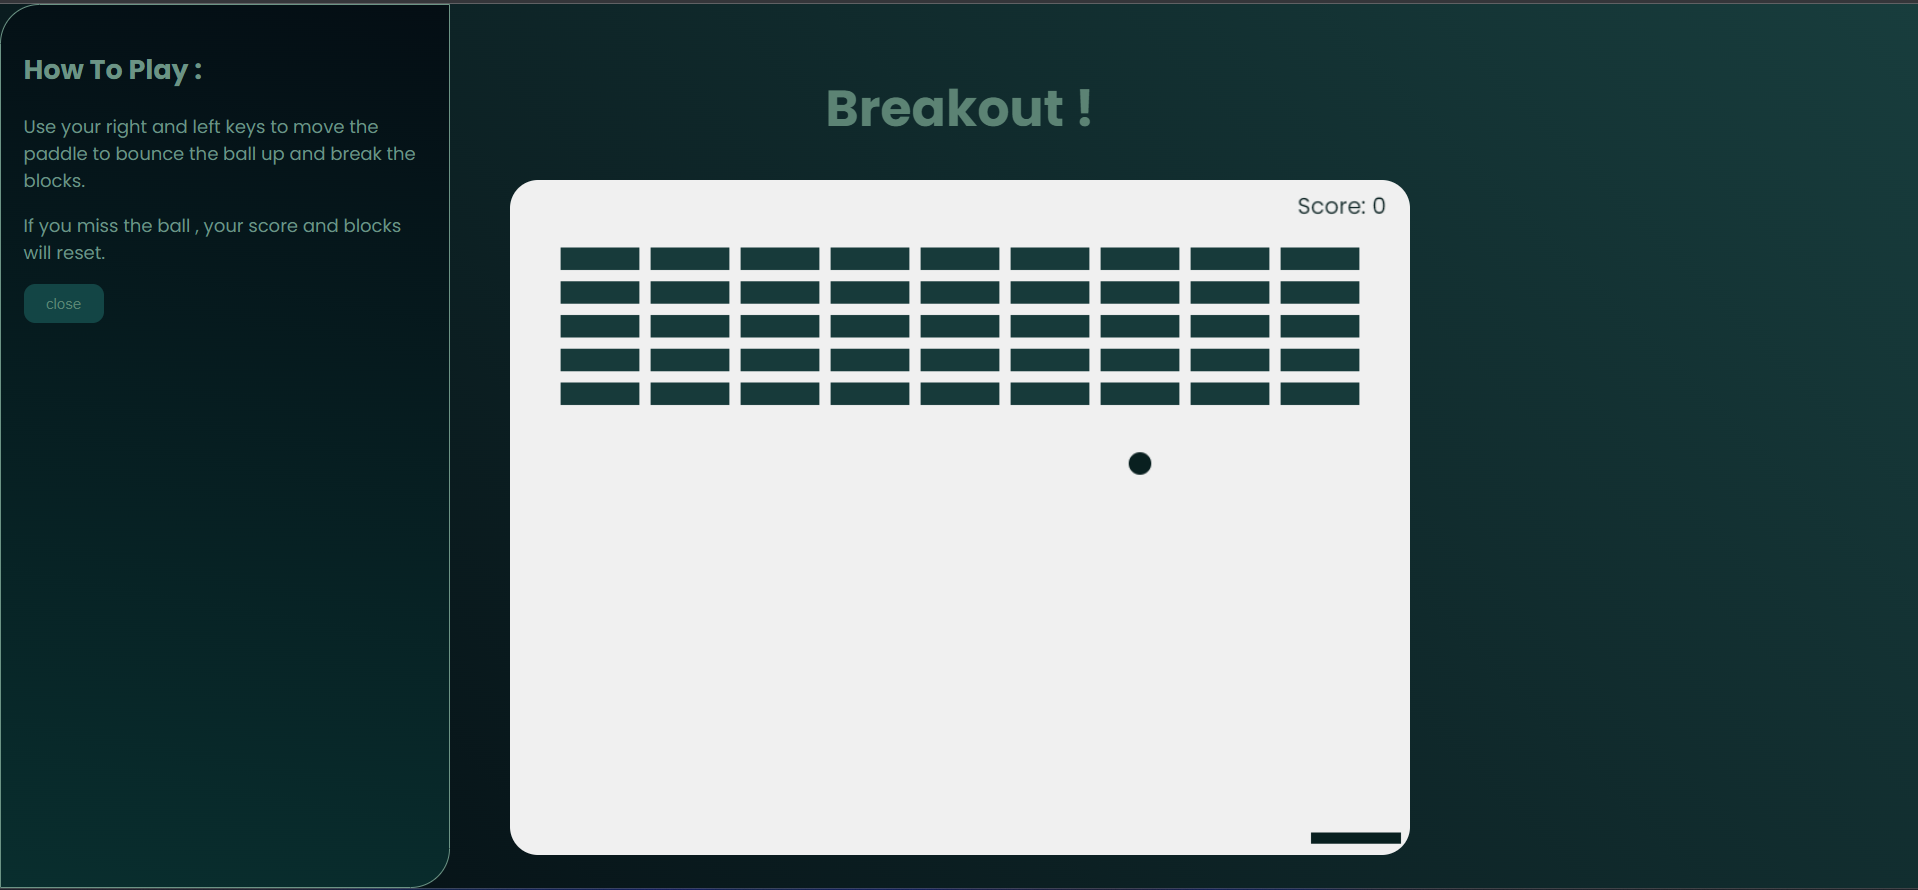 How To Play :
Use your right and left keys to move the
paddle to bounce the ball up and break the
blocks.
If you miss the ball , your score and blocks
will reset.
close
Breakout !
Score: 0